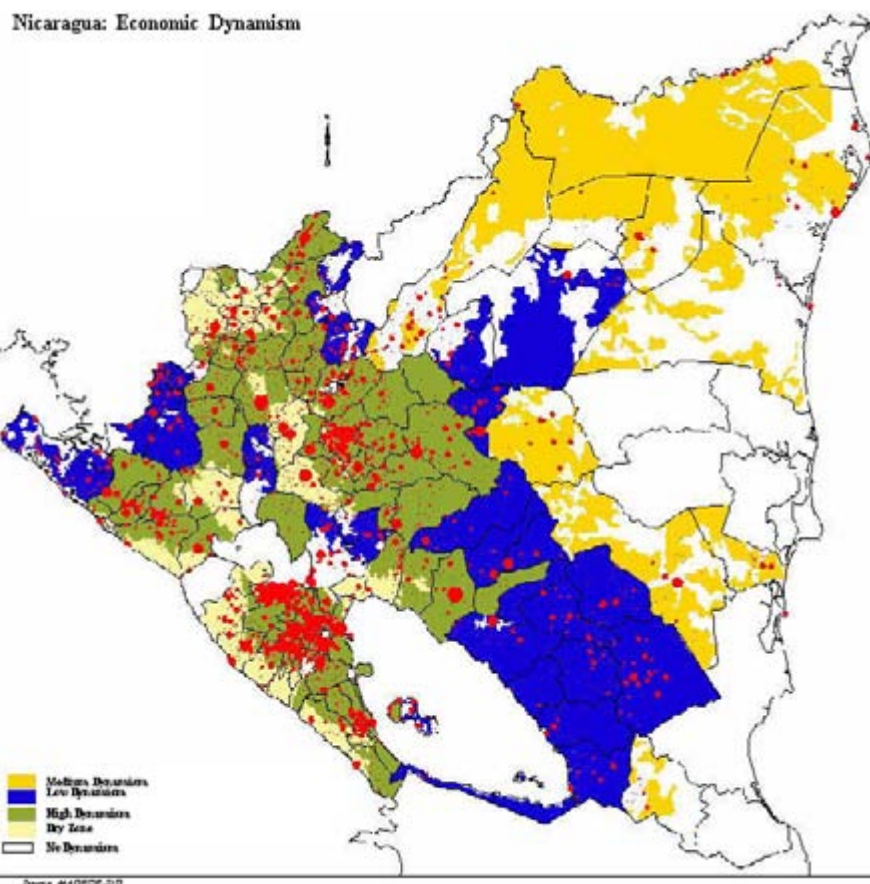 Nicaragua: Economic Dynamism
Medium Dynamism
Low Dynamism
High Dynamism
Dry Zone
No Dynamism